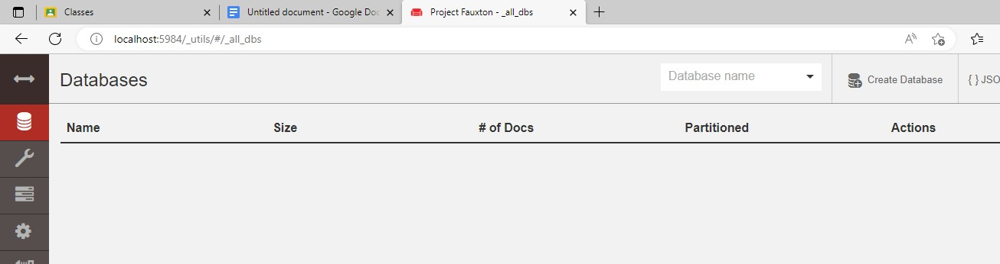 Classes
Untitled document - Google Doc
Project Fauxton - _all_dbs
localhost:5984/_utils/#/_all_dbs
Databases
Database name
Create Database
{ } JSO
Name Size # of Docs Partitioned Actions